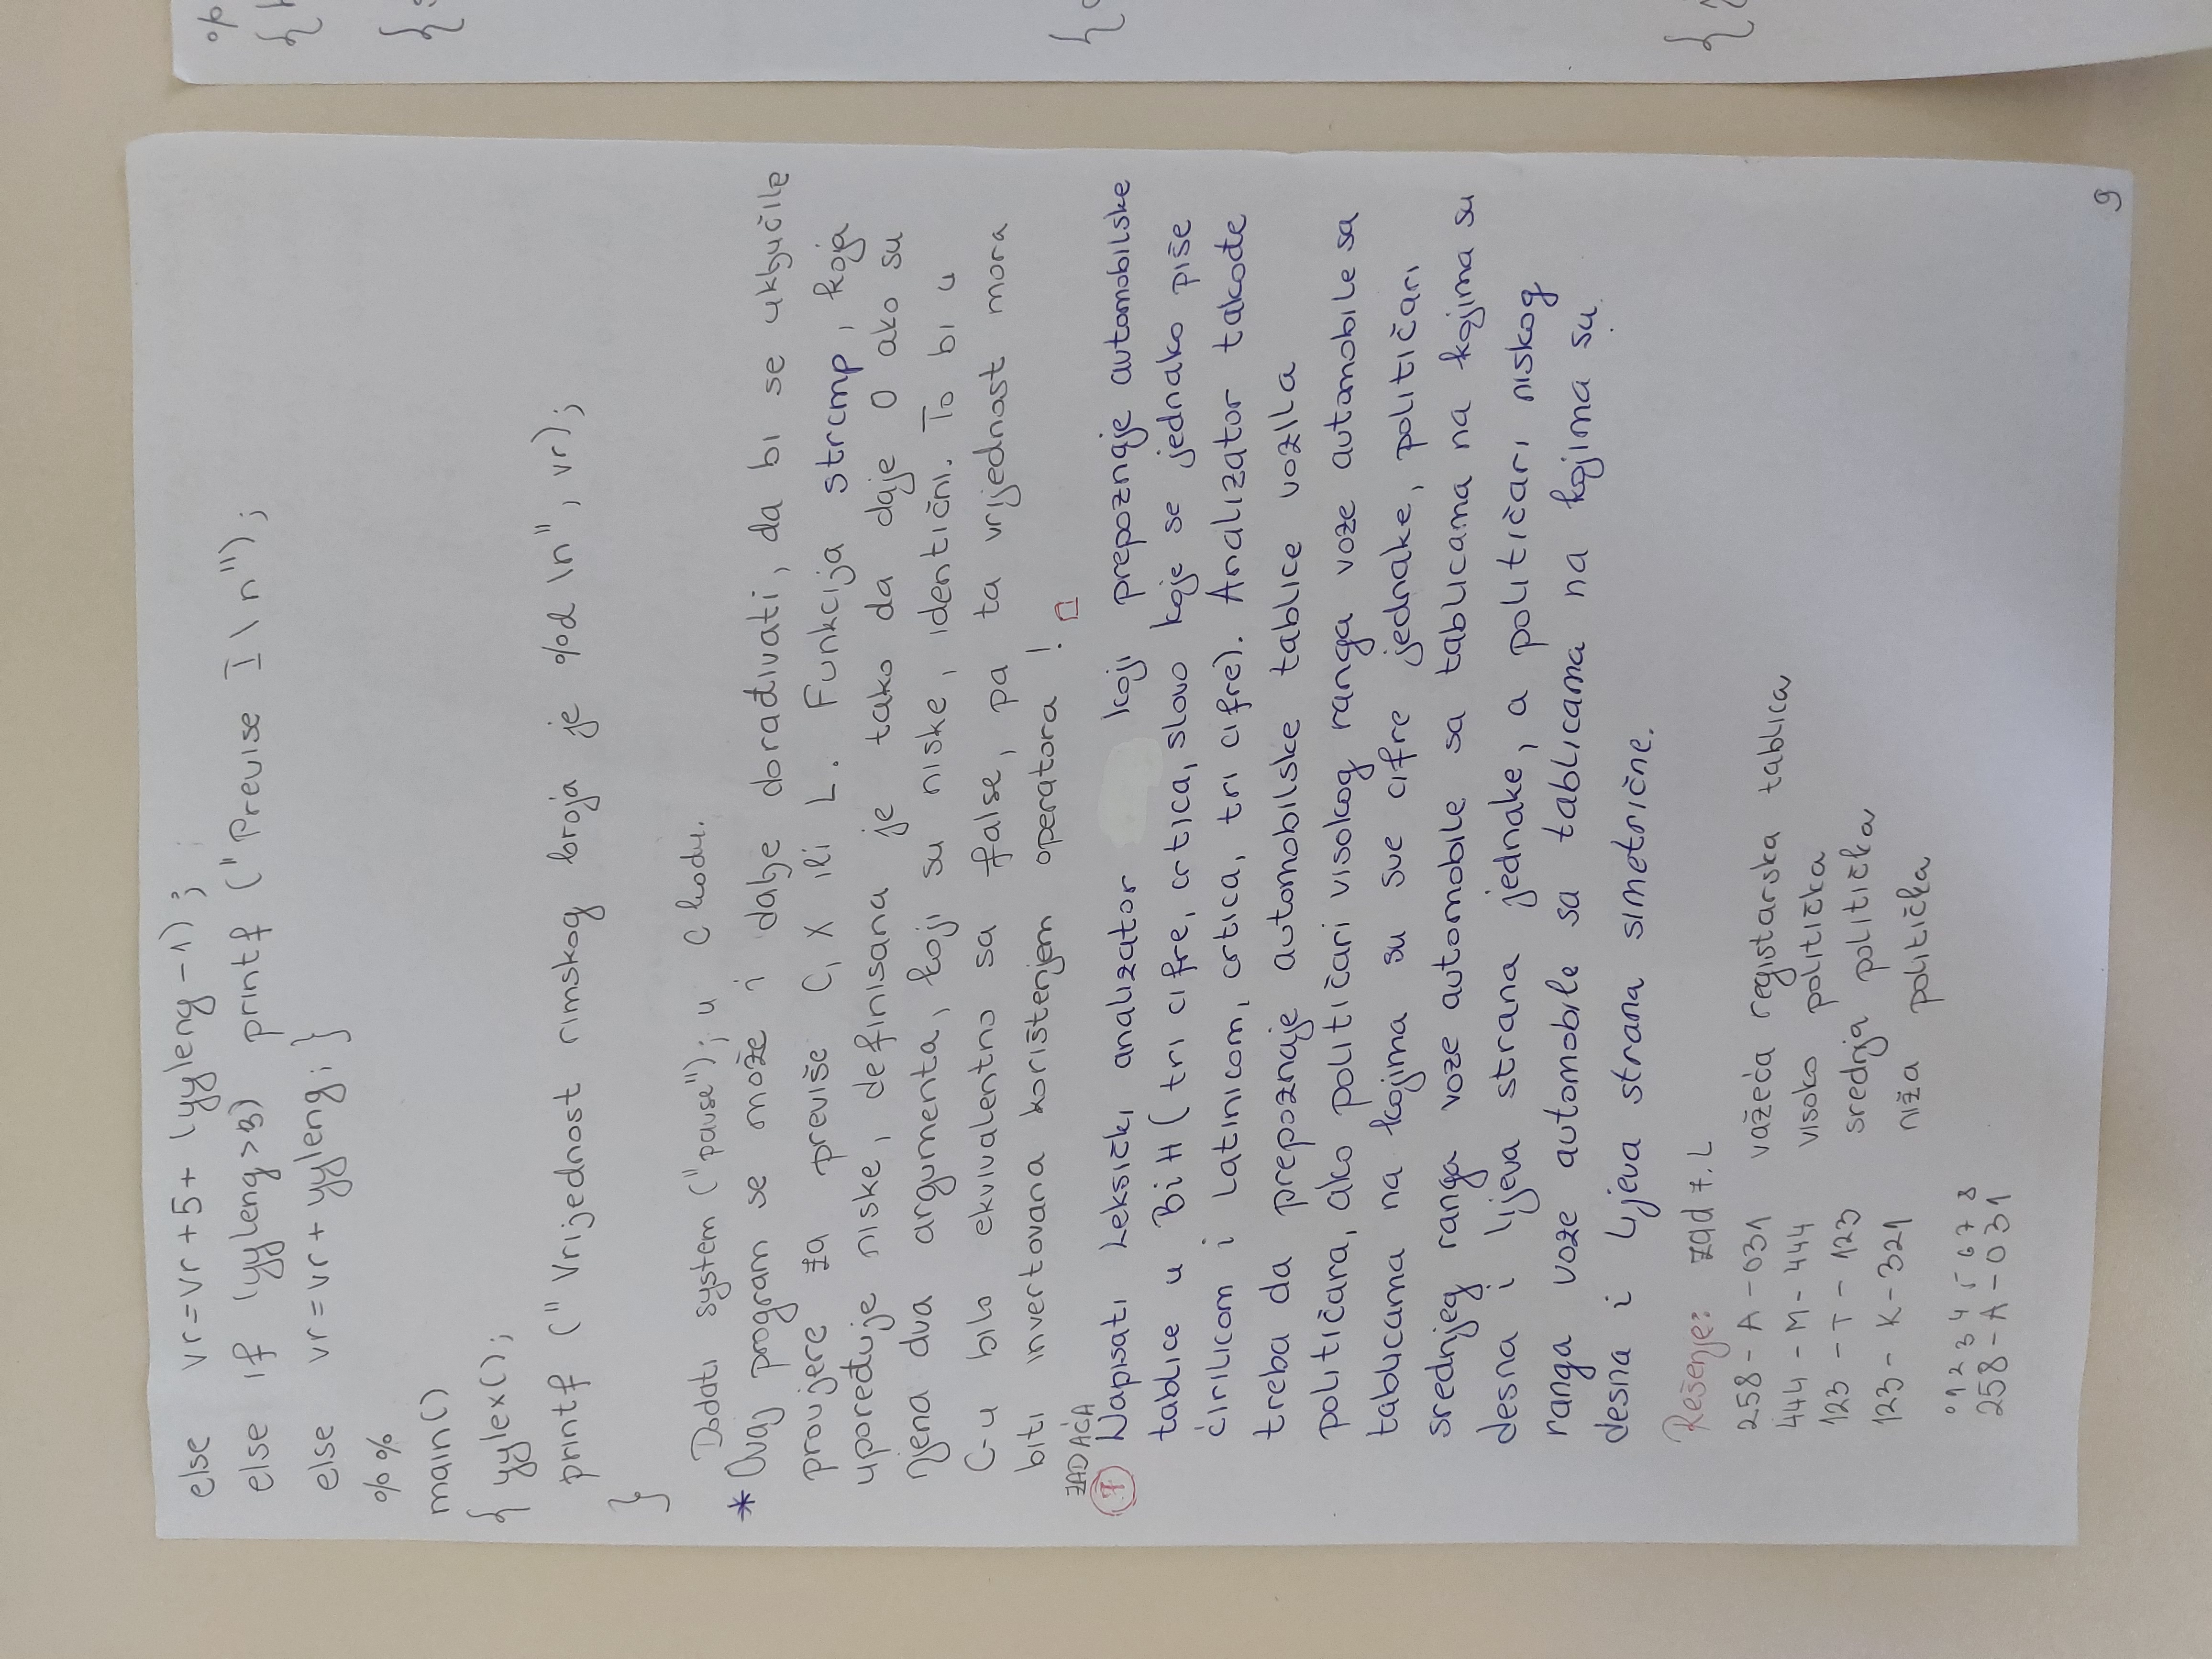 else vr=vr+5+ (yyleng-1);
else if (yyleng>3) printf ("Previse I\n");
else vr=vr+yyleng; }
%%
main()
{ yylex();
printf ("Vrijednost rimskog broja je %d \n", vr);
}
Dodati system ("pause"); u C kodu.
* Ovaj program se može i dalje dorađivati, da bi se uključile
provjere za previše C, X ili L. Funkcija strcmp, koja
upoređuje niske, definisana je tako da daje 0 ako su
njena dva argumenta, koji su niske, identični. To bi u
C-u bilo ekvivalentno sa false, pa ta vrijednost mora
biti invertovana korištenjem operatora !
ZADAĆA
7 Napisati Leksički analizator koji prepoznaje automobilske
tablice u BiH (tri cifre, crtica, slovo koje se jednako piše
ćirilicom i latinicom, crtica, tri cifre). Analizator takođe
treba da prepoznaje automobilske tablice vozila
političara, ako političari visokog ranga voze automobile sa
tablicama na kojima su sve cifre jednake, političari
srednjeg ranga voze automobile sa tablicama na kojima su
desna i lijeva strana jednake, a političari niskog
ranga voze automobile sa tablicama na kojima su
desna i lijeva strana simetrične.
Rešenje: zad 7.L
258-A-031 važeća registarska tablica
444-M-444 visoko politička
123-T-123 srednja politička
123-K-321 niža politička
0 1 2 3 4 5 6 7 8
258-A-031
9
%
{
{
{
{